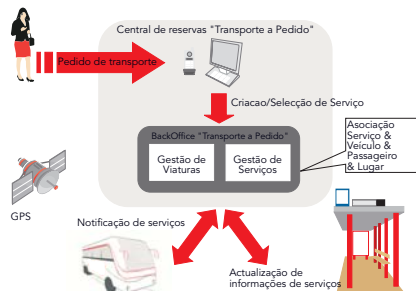 Central de reservas "Transporte a Pedido"
Pedido de transporte
Criacao/Selecção de Serviço
BackOffice "Transporte a Pedido"
Gestão de
Viaturas
Gestão de
Serviços
Asociação
Serviço &
Veículo &
Passageiro
& Lugar
GPS
Notificação de serviços
Actualização de
informações de serviços